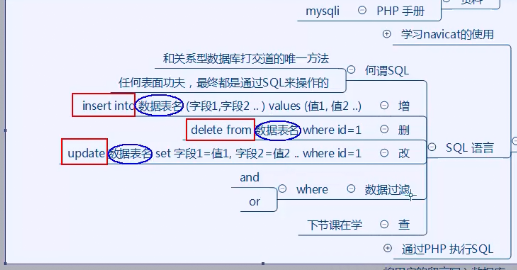 mysqli
PHP 手册
资料
学习navicat的使用
和关系型数据库打交道的唯一方法
任何表面功夫，最终都是通过SQL来操作的
何谓SQL
insert into 数据表名 (字段1,字段2 .. ) values (值1, 值2 ..)
增
delete from 数据表名 where id=1
删
update 数据表名 set 字段1=值1, 字段2=值2 .. where id=1
改
SQL 语言
and
or
where
数据过滤
下节课在学
查
通过PHP 执行SQL